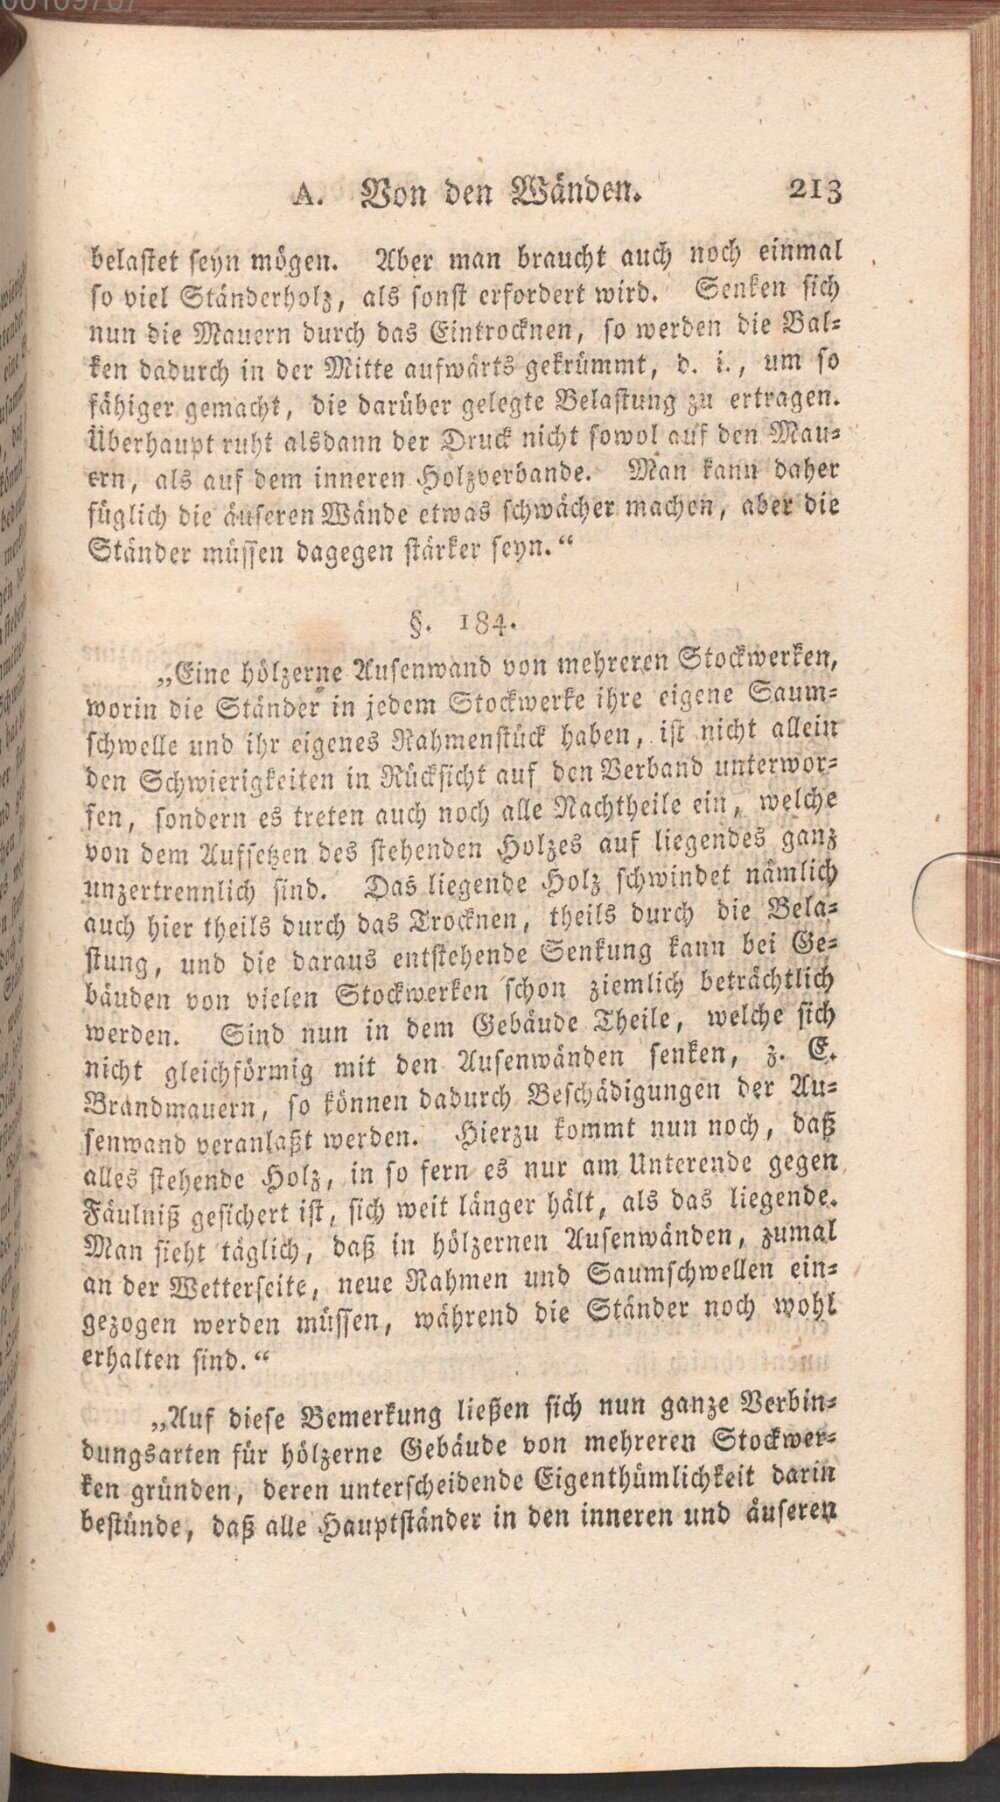 A. Von den Wänden. 213
belastet seyn mögen. Aber man braucht auch noch einmal
so viel Ständerholz, als sonst erfordert wird. Senken sich
nun die Mauern durch das Eintrocknen, so werden die Bal-
ken dadurch in der Mitte aufwärts gekrümmt, d. i., um so
fähiger gemacht, die darüber gelegte Belastung zu ertragen.
Überhaupt ruht alsdann der Druck nicht sowol auf den Mau-
ern, als auf dem inneren Holzverbande. Man kann daher
füglich die äuseren Wände etwas schwächer machen, aber die
Ständer müssen dagegen stärker seyn.“
§. 184.
„Eine hölzerne Ausenwand von mehreren Stockwerken,
worin die Ständer in jedem Stockwerke ihre eigene Saum-
schwelle und ihr eigenes Rahmenstück haben, ist nicht allein
den Schwierigkeiten in Rücksicht auf den Verband unterwor-
fen, sondern es treten auch noch alle Nachtheile ein, welche
von dem Aufsetzen des stehenden Holzes auf liegendes ganz
unzertrennlich sind. Das liegende Holz schwindet nämlich
auch hier theils durch das Trocknen, theils durch die Bela-
stung, und die daraus entstehende Senkung kann bei Ge-
bäuden von vielen Stockwerken schon ziemlich beträchtlich
werden. Sind nun in dem Gebäude Theile, welche sich
nicht gleichförmig mit den Ausenwänden senken, z. E.
Brandmauern, so können dadurch Beschädigungen der Au-
senwand veranlaßt werden. Hierzu kommt nun noch, daß
alles stehende Holz, in so fern es nur am Unterende gegen
Fäulniß gesichert ist, sich weit länger hält, als das liegende.
Man sieht täglich, daß in hölzernen Ausenwänden, zumal
an der Wetterseite, neue Rahmen und Saumschwellen ein-
gezogen werden müssen, während die Ständer noch wohl
erhalten sind.“
„Auf diese Bemerkung ließen sich nun ganze Verbin-
dungsarten für hölzerne Gebäude von mehreren Stockwer-
ken gründen, deren unterscheidende Eigenthümlichkeit darin
bestünde, daß alle Hauptständer in den inneren und äuseren